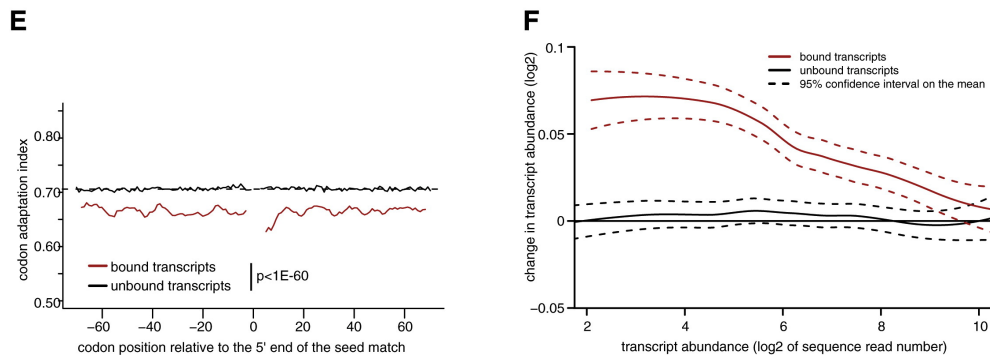 E
codon adaptation index
0.80
0.70
0.60
0.50
bound transcripts
unbound transcripts
p<1E-60
−60 −40 −20 0 20 40 60
codon position relative to the 5' end of the seed match
F
change in transcript abundance (log2)
0.1
0.05
0
−0.05
bound transcripts
unbound transcripts
95% confidence interval on the mean
2 4 6 8 10
transcript abundance (log2 of sequence read number)